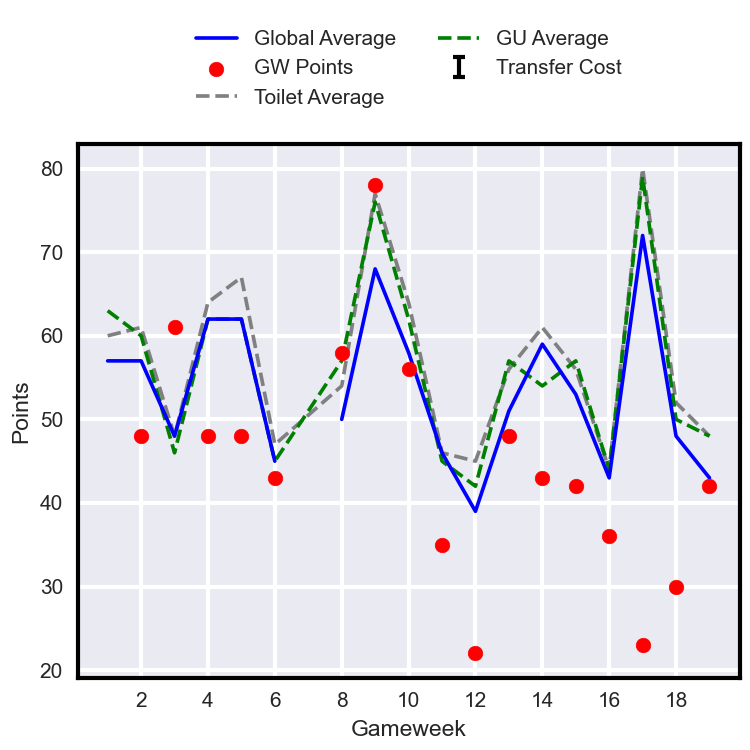 Global Average
GW Points
Toilet Average
GU Average
Transfer Cost
Points
80
70
60
50
40
30
20
2 4 6 8 10 12 14 16 18
Gameweek